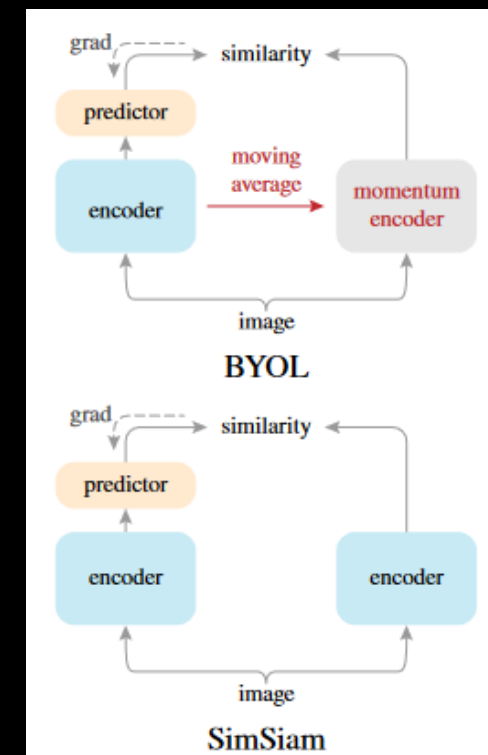 grad
similarity
predictor
encoder
moving
average
momentum
encoder
image
BYOL
grad
similarity
predictor
encoder
encoder
image
SimSiam